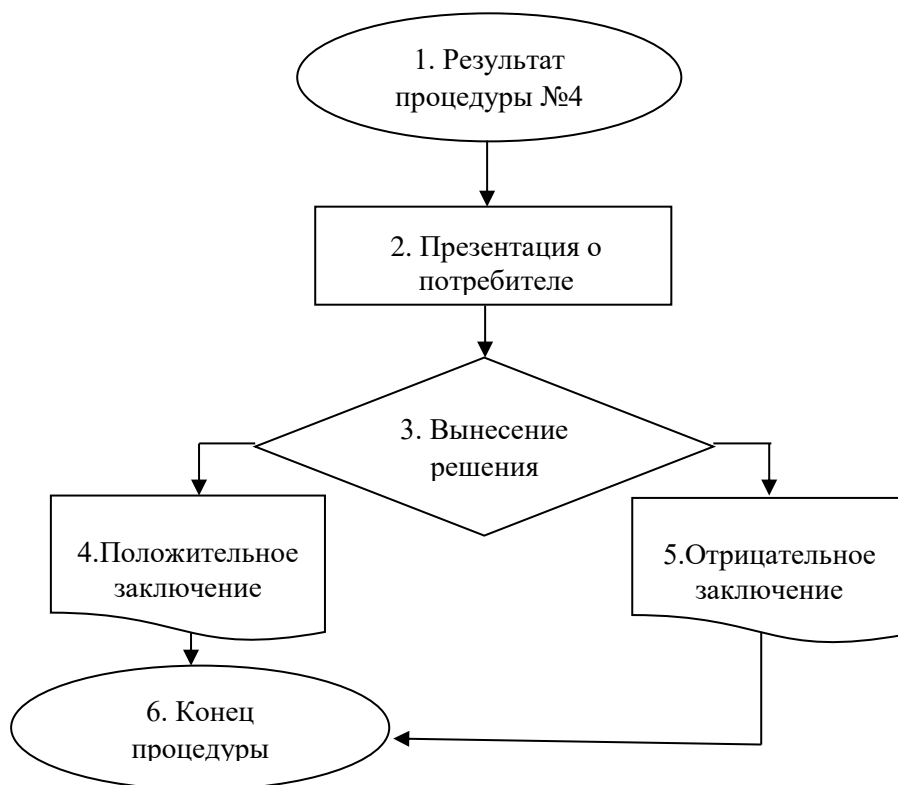 1. Результат
процедуры №4
2. Презентация о
потребителе
3. Вынесение
решения
4.Положительное
заключение
5.Отрицательное
заключение
6. Конец
процедуры